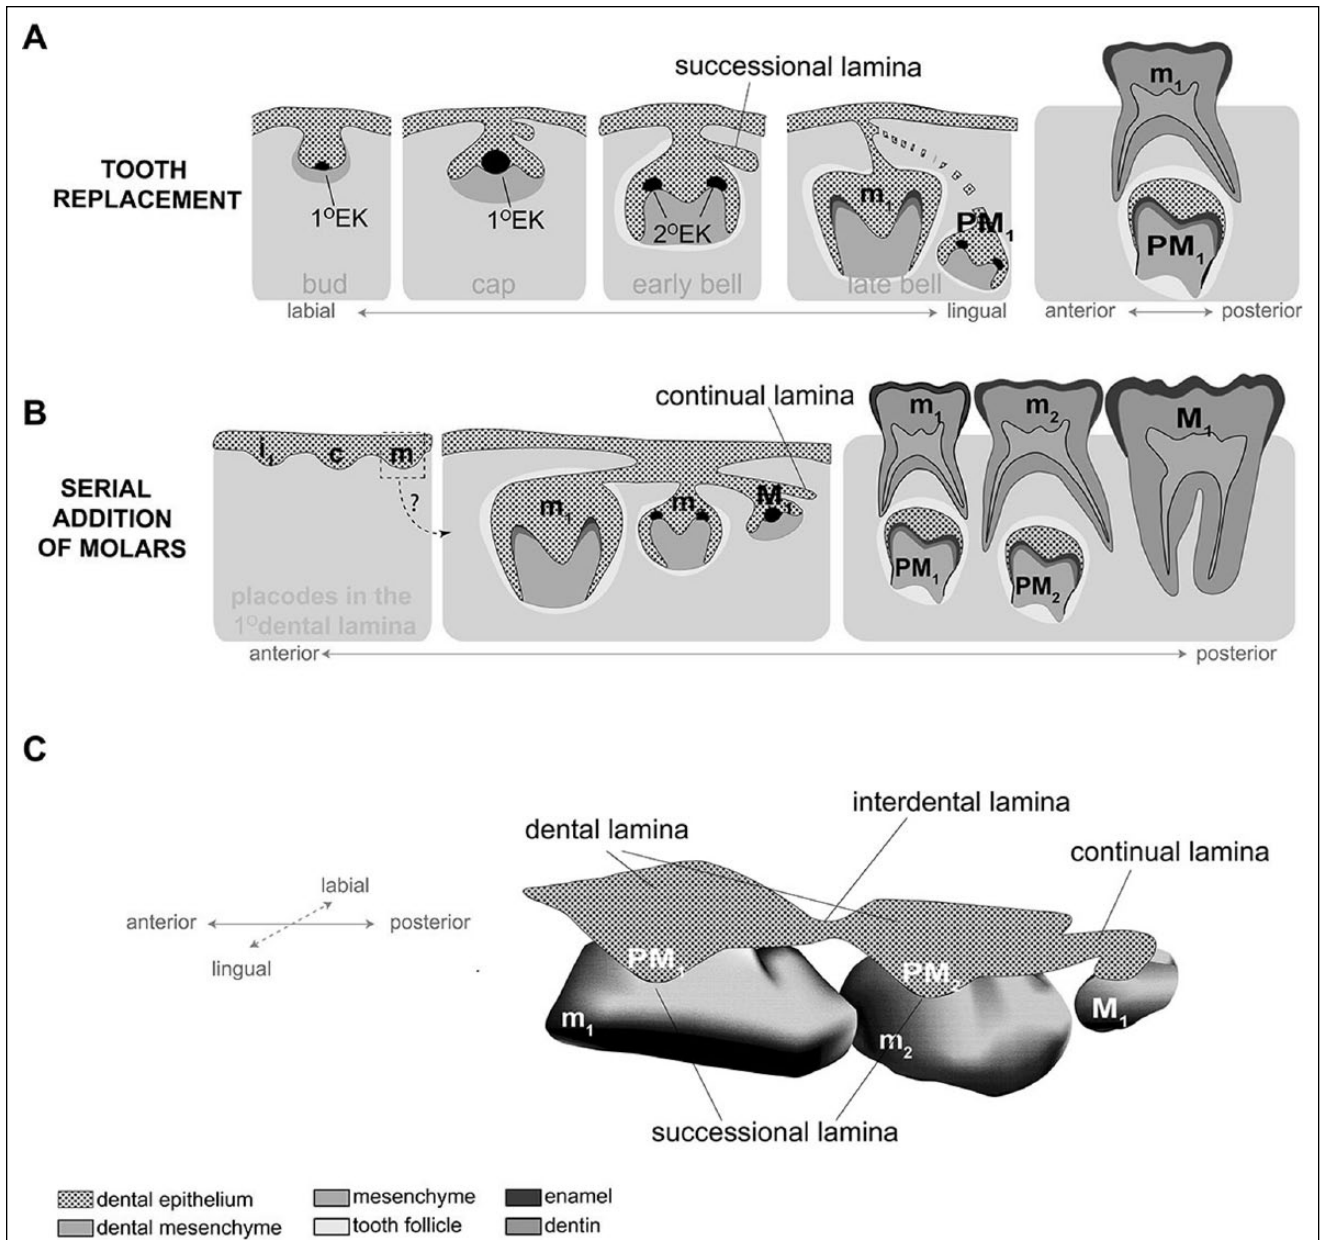 A
successional lamina
TOOTH
REPLACEMENT
1°EK
1°EK
2°EK
m1
PM1
m1
PM1
bud
cap
early bell
late bell
labial
lingual
anterior
posterior
B
continual lamina
SERIAL
ADDITION
OF MOLARS
i1
c
m
?
m1
m
M1
m1
m2
M1
PM1
PM2
placodes in the
1°dental lamina
anterior
posterior
C
interdental lamina
dental lamina
continual lamina
labial
anterior
posterior
lingual
PM1
PM2
m1
m2
M1
successional lamina
dental epithelium
mesenchyme
enamel
dental mesenchyme
tooth follicle
dentin